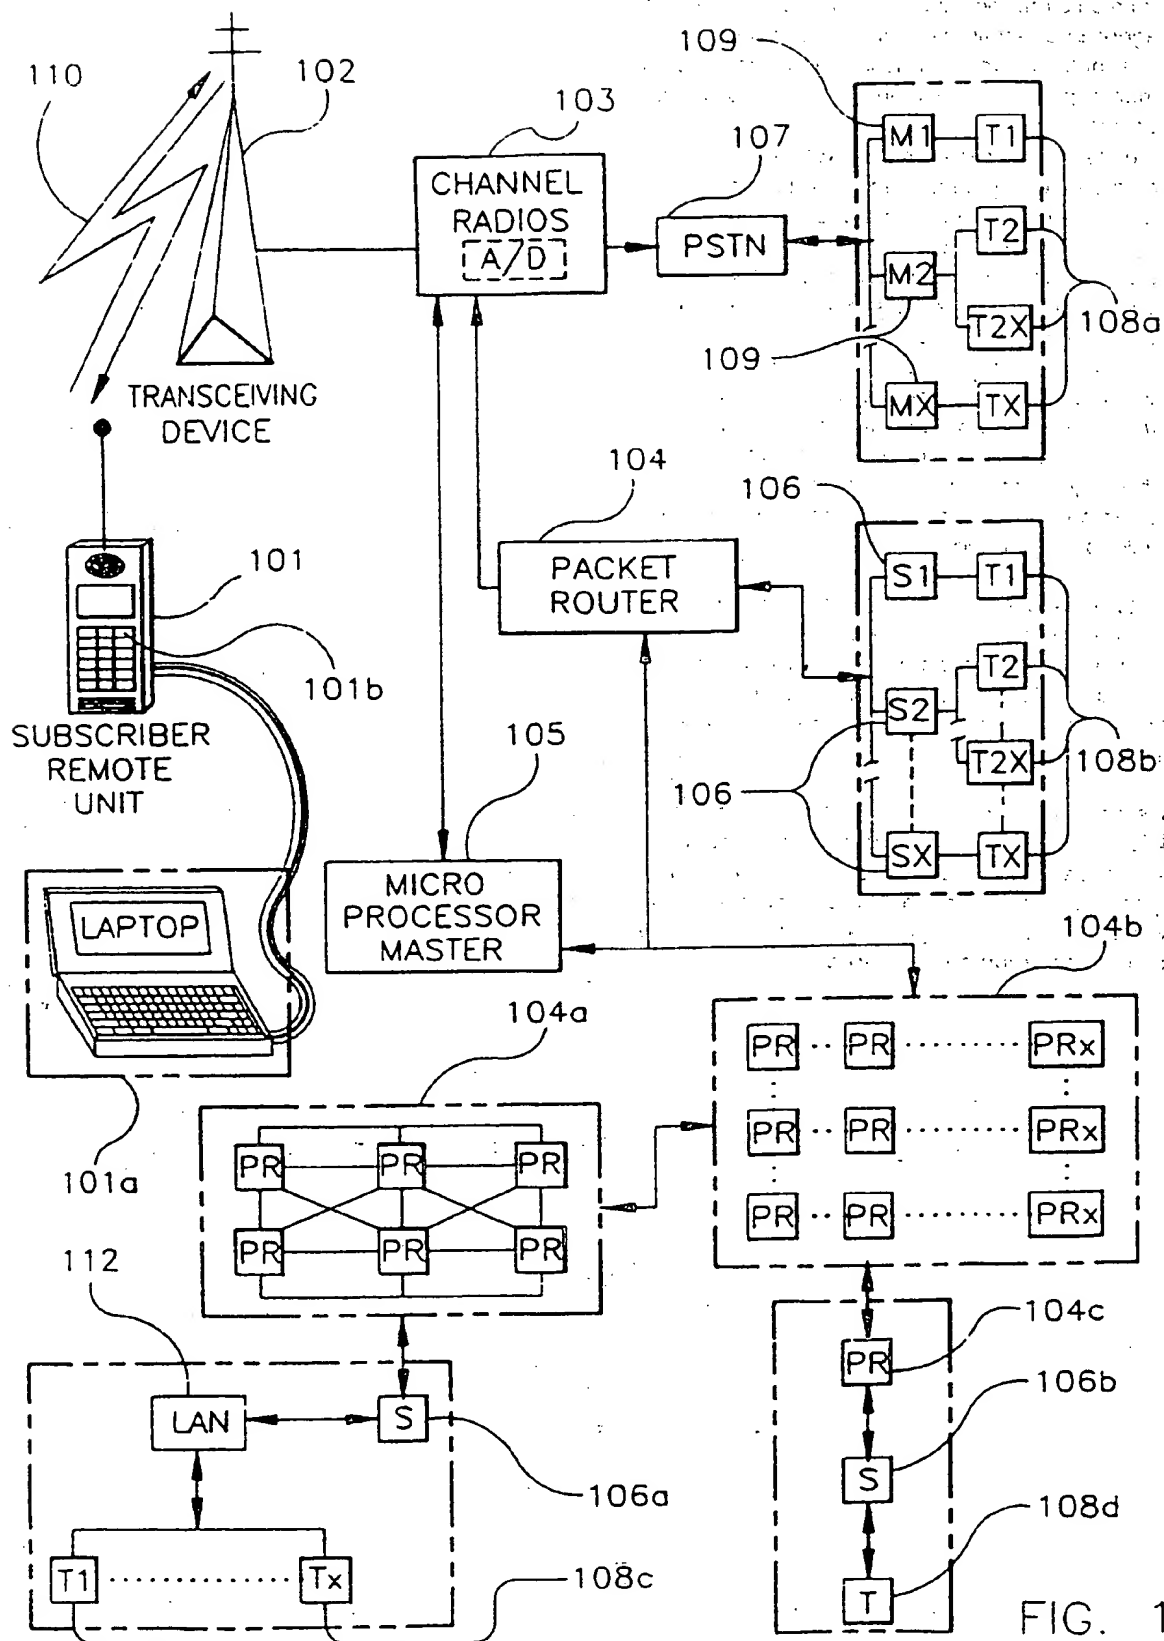 109
110
102
103
107
M1
T1
CHANNEL
RADIOS
A/D
PSTN
T2
M2
T2X
108a
109
MX
TX
TRANSCEIVING
DEVICE
104
106
PACKET
ROUTER
S1
T1
101
101b
T2
S2
SUBSCRIBER
REMOTE
UNIT
105
T2X
108b
106
SX
TX
MICRO
PROCESSOR
MASTER
LAPTOP
104b
104a
PR PR PRx
PR PR PRx
PR PR PRx
101a
PR PR PR
PR PR PR
112
104c
PR
LAN
S
106b
S
106a
108d
T1
Tx
108c
T
FIG. 1